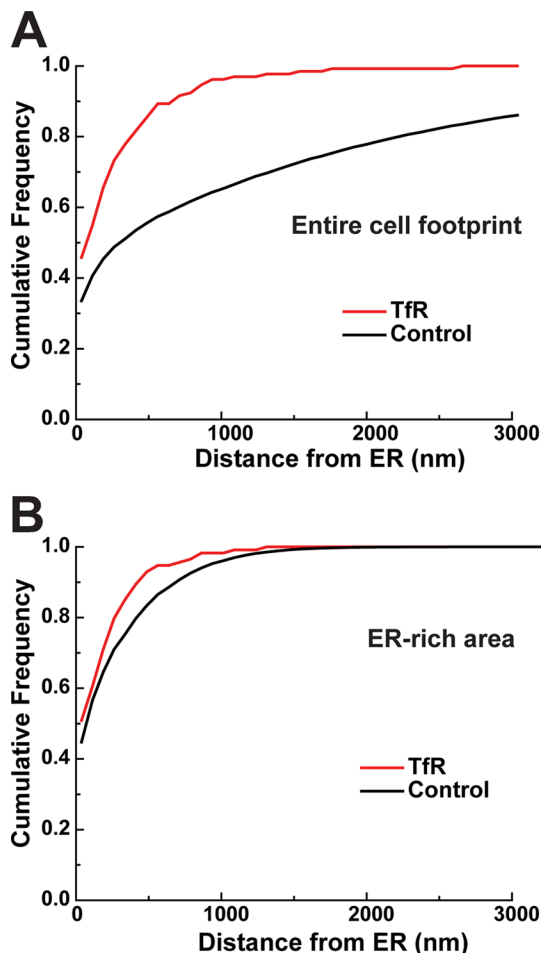 A
1.0
0.8
0.6
0.4
0.2
0.0
Cumulative Frequency
Entire cell footprint
TfR
Control
0
1000
2000
3000
Distance from ER (nm)
B
1.0
0.8
0.6
0.4
0.2
0.0
Cumulative Frequency
ER-rich area
TfR
Control
0
1000
2000
3000
Distance from ER (nm)